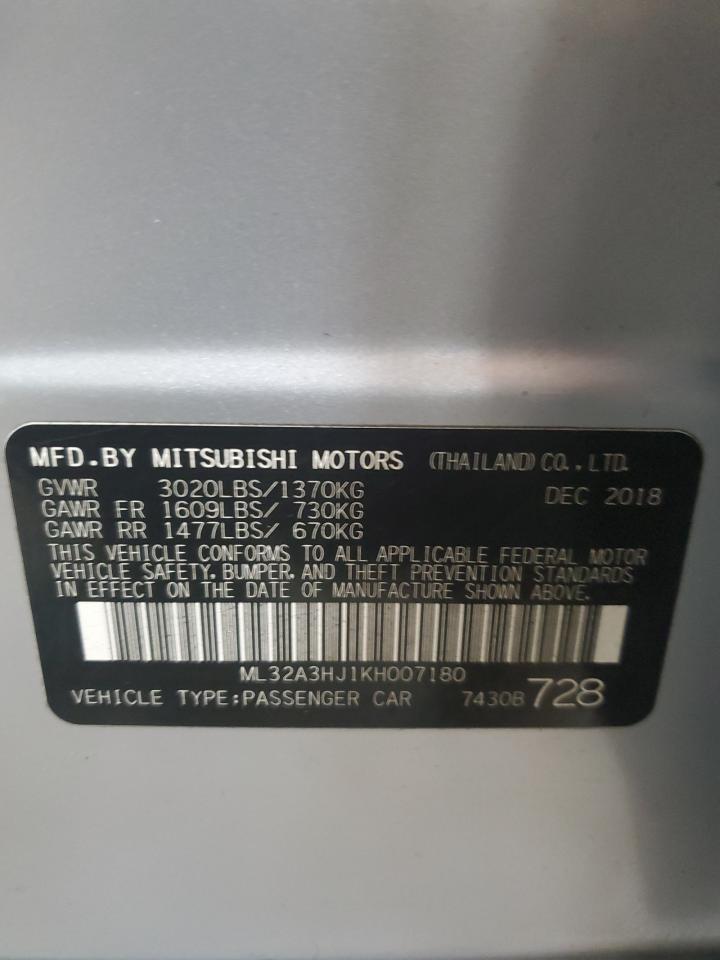 MFD.BY MITSUBISHI MOTORS (THAILAND) CO.,LTD.
GVWR 3020LBS/1370KG DEC 2018
GAWR FR 1609LBS/ 730KG
GAWR RR 1477LBS/ 670KG
THIS VEHICLE CONFORMS TO ALL APPLICABLE FEDERAL MOTOR
VEHICLE SAFETY, BUMPER, AND THEFT PREVENTION STANDARDS
IN EFFECT ON THE DATE OF MANUFACTURE SHOWN ABOVE.
ML32A3HJ1KH007180
VEHICLE TYPE:PASSENGER CAR 7430B 728